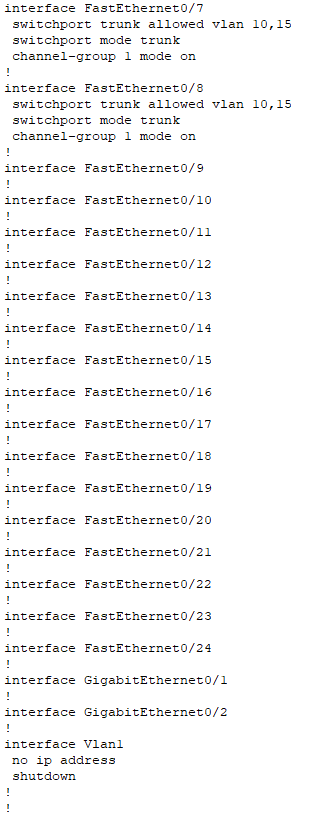 interface FastEthernet0/7
 switchport trunk allowed vlan 10,15
 switchport mode trunk
 channel-group 1 mode on
!
interface FastEthernet0/8
 switchport trunk allowed vlan 10,15
 switchport mode trunk
 channel-group 1 mode on
!
interface FastEthernet0/9
!
interface FastEthernet0/10
!
interface FastEthernet0/11
!
interface FastEthernet0/12
!
interface FastEthernet0/13
!
interface FastEthernet0/14
!
interface FastEthernet0/15
!
interface FastEthernet0/16
!
interface FastEthernet0/17
!
interface FastEthernet0/18
!
interface FastEthernet0/19
!
interface FastEthernet0/20
!
interface FastEthernet0/21
!
interface FastEthernet0/22
!
interface FastEthernet0/23
!
interface FastEthernet0/24
!
interface GigabitEthernet0/1
!
interface GigabitEthernet0/2
!
interface Vlan1
 no ip address
 shutdown
!
!